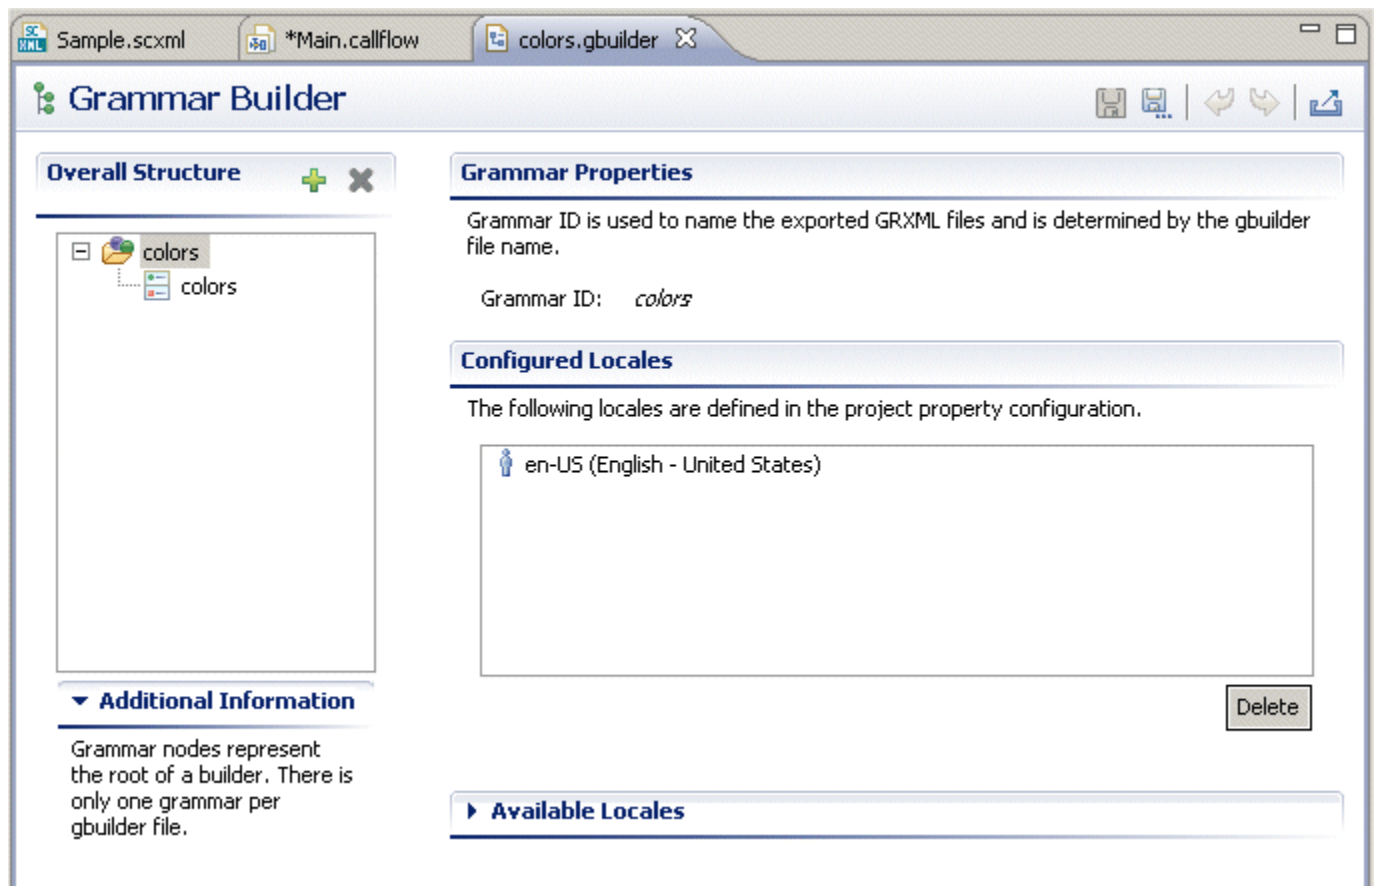 Sample.scxml
*Main.callflow
colors.gbuilder
Grammar Builder
Overall Structure
colors
colors
Additional Information
Grammar nodes represent
the root of a builder. There is
only one grammar per
gbuilder file.
Grammar Properties
Grammar ID is used to name the exported GRXML files and is determined by the gbuilder
file name.
Grammar ID: colors
Configured Locales
The following locales are defined in the project property configuration.
en-US (English - United States)
Delete
Available Locales